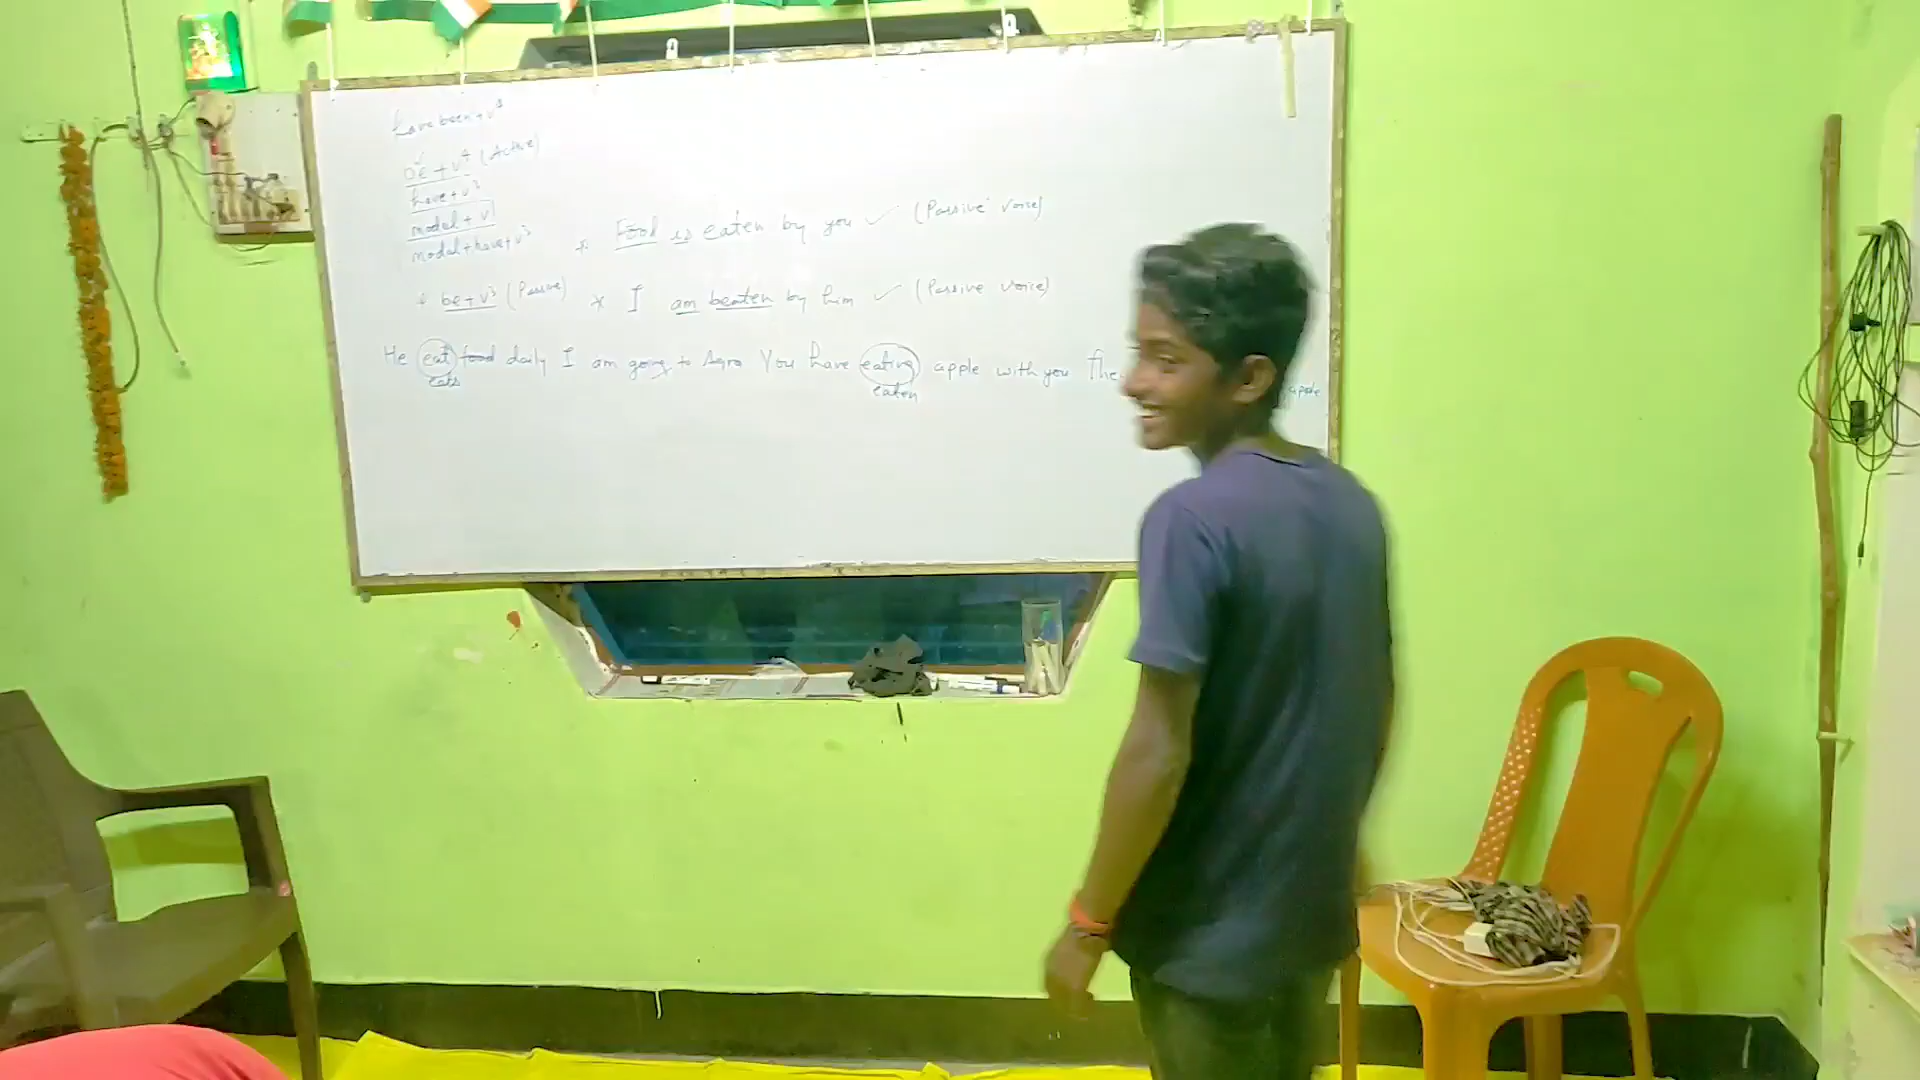 have been + v³
be + v⁴ (Active)
have + v³
modal + v¹
modal + have + v³
* Food is eaten by you ✓ (Passive voice)
* be + v³ (Passive)
* I am beaten by him ✓ (Passive voice)
He eat food daily I am going to Agra You have eating apple with you The
eats
eaten
apple